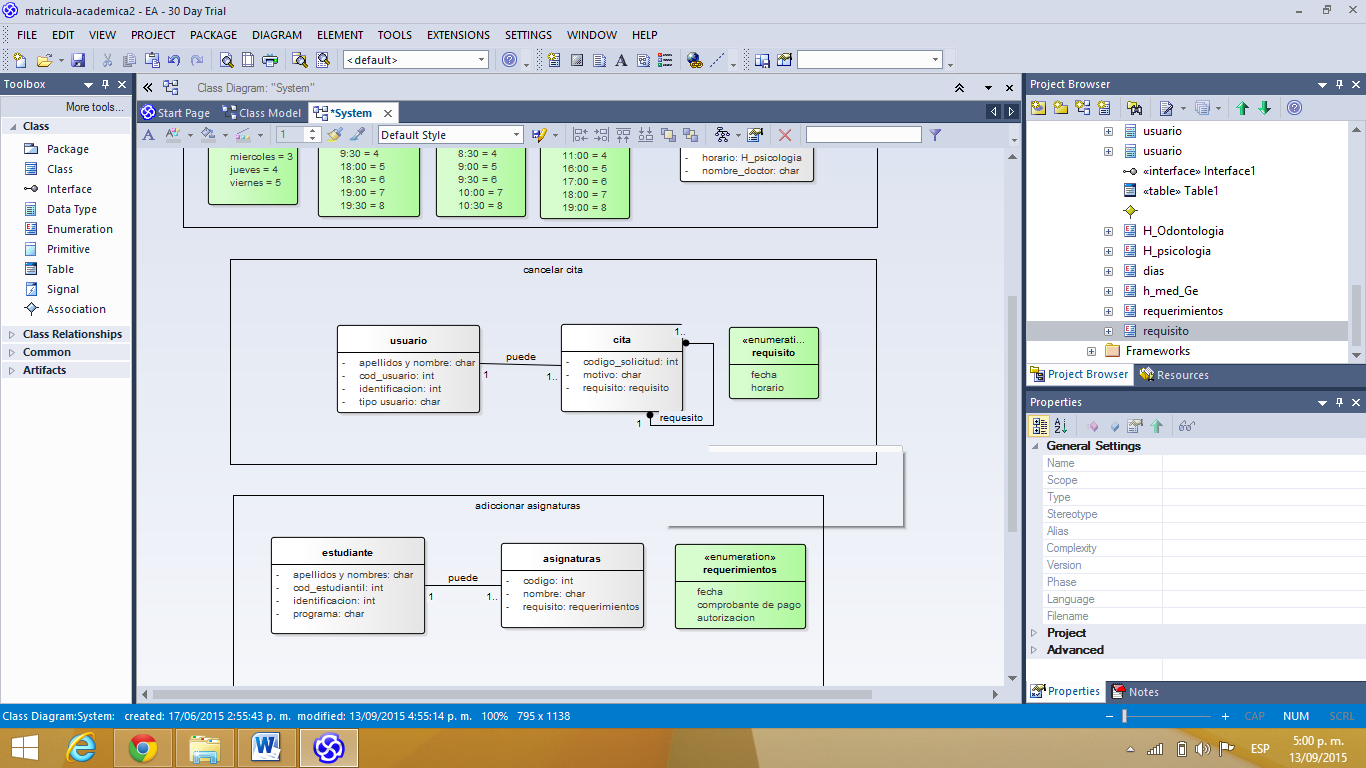 matricula-academica2 - EA - 30 Day Trial
FILE EDIT VIEW PROJECT PACKAGE DIAGRAM ELEMENT TOOLS EXTENSIONS SETTINGS WINDOW HELP
<default>
Toolbox
More tools...
Class
Package
Class
Interface
Data Type
Enumeration
Primitive
Table
Signal
Association
Class Relationships
Common
Artifacts
Class Diagram: "System"
Start Page Class Model *System
1 Default Style
miercoles = 3
jueves = 4
viernes = 5
9:30 = 4
18:00 = 5
18:30 = 6
19:00 = 7
19:30 = 8
8:30 = 4
9:00 = 5
9:30 = 6
10:00 = 7
10:30 = 8
11:00 = 4
16:00 = 5
17:00 = 6
18:00 = 7
19:00 = 8
- horario: H_psicologia
- nombre_doctor: char
cancelar cita
usuario
- apellidos y nombre: char
- cod_usuario: int
- identificacion: int
- tipo usuario: char
puede
1
1..
cita
- codigo_solicitud: int
- motivo: char
- requisito: requisito
1..
1
requesito
«enumerati...
requisito
fecha
horario
adiccionar asignaturas
estudiante
- apellidos y nombres: char
- cod_estudiantil: int
- identificacion: int
- programa: char
puede
1
1..
asignaturas
- codigo: int
- nombre: char
- requisito: requerimientos
«enumeration»
requerimientos
fecha
comprobante de pago
autorizacion
Project Browser
usuario
usuario
«interface» Interface1
«table» Table1
H_Odontologia
H_psicologia
dias
h_med_Ge
requerimientos
requisito
Frameworks
Project Browser Resources
Properties
General Settings
Name
Scope
Type
Stereotype
Alias
Complexity
Version
Phase
Language
Filename
Project
Advanced
Properties Notes
Class Diagram:System: created: 17/06/2015 2:55:43 p. m. modified: 13/09/2015 4:55:14 p. m. 100% 795 x 1138
CAP NUM SCRL
ESP
5:00 p. m.
13/09/2015